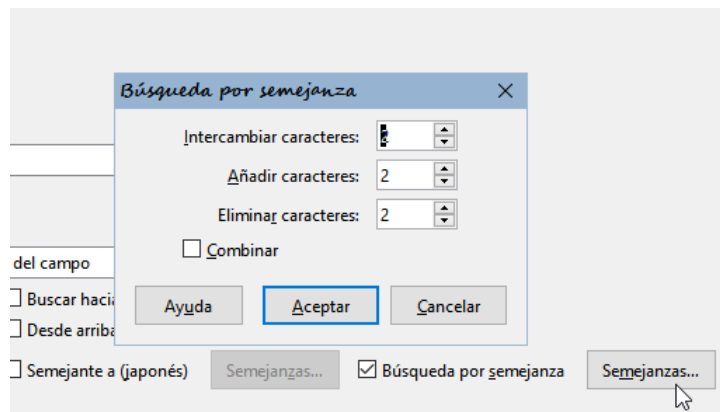 Búsqueda por semejanza
Intercambiar caracteres:
Añadir caracteres: 2
Eliminar caracteres: 2
Combinar
Ayuda Aceptar Cancelar
del campo
Buscar haci
Desde arriba
Semejante a (japonés) Semejanzas... Búsqueda por semejanza Semejanzas...